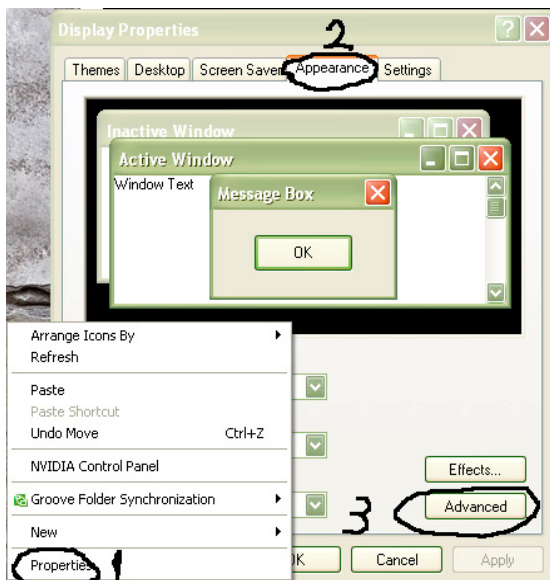 Display Properties
2
Themes Desktop Screen Saver Appearance Settings
Inactive Window
Active Window
Window Text
Message Box
OK
Arrange Icons By
Refresh
Paste
Paste Shortcut
Undo Move Ctrl+Z
NVIDIA Control Panel
Groove Folder Synchronization
New
Properties 1
Effects...
3 Advanced
OK Cancel Apply